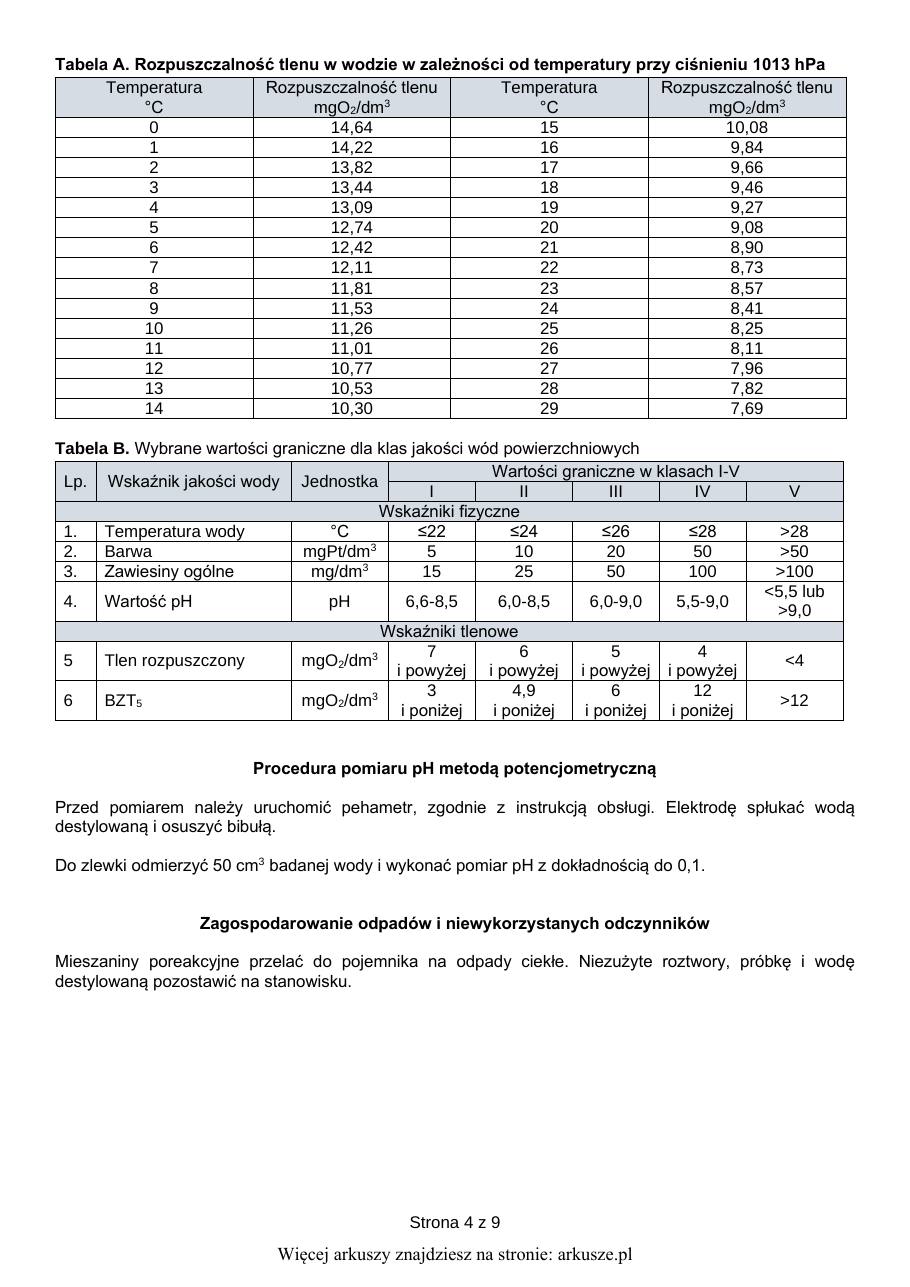 Tabela A. Rozpuszczalność tlenu w wodzie w zależności od temperatury przy ciśnieniu 1013 hPa
Temperatura °C Rozpuszczalność tlenu mgO₂/dm³ Temperatura °C Rozpuszczalność tlenu mgO₂/dm³
0 14,64 15 10,08
1 14,22 16 9,84
2 13,82 17 9,66
3 13,44 18 9,46
4 13,09 19 9,27
5 12,74 20 9,08
6 12,42 21 8,90
7 12,11 22 8,73
8 11,81 23 8,57
9 11,53 24 8,41
10 11,26 25 8,25
11 11,01 26 8,11
12 10,77 27 7,96
13 10,53 28 7,82
14 10,30 29 7,69
Tabela B. Wybrane wartości graniczne dla klas jakości wód powierzchniowych
Lp. Wskaźnik jakości wody Jednostka Wartości graniczne w klasach I-V
I II III IV V
Wskaźniki fizyczne
1. Temperatura wody °C ≤22 ≤24 ≤26 ≤28 >28
2. Barwa mgPt/dm³ 5 10 20 50 >50
3. Zawiesiny ogólne mg/dm³ 15 25 50 100 >100
4. Wartość pH pH 6,6-8,5 6,0-8,5 6,0-9,0 5,5-9,0 <5,5 lub >9,0
Wskaźniki tlenowe
5 Tlen rozpuszczony mgO₂/dm³ 7 i powyżej 6 i powyżej 5 i powyżej 4 i powyżej <4
6 BZT₅ mgO₂/dm³ 3 i poniżej 4,9 i poniżej 6 i poniżej 12 i poniżej >12
Procedura pomiaru pH metodą potencjometryczną
Przed pomiarem należy uruchomić pehametr, zgodnie z instrukcją obsługi. Elektrodę spłukać wodą
destylowaną i osuszyć bibułą.
Do zlewki odmierzyć 50 cm³ badanej wody i wykonać pomiar pH z dokładnością do 0,1.
Zagospodarowanie odpadów i niewykorzystanych odczynników
Mieszaniny poreakcyjne przelać do pojemnika na odpady ciekłe. Niezużyte roztwory, próbkę i wodę
destylowaną pozostawić na stanowisku.
Strona 4 z 9
Więcej arkuszy znajdziesz na stronie: arkusze.pl